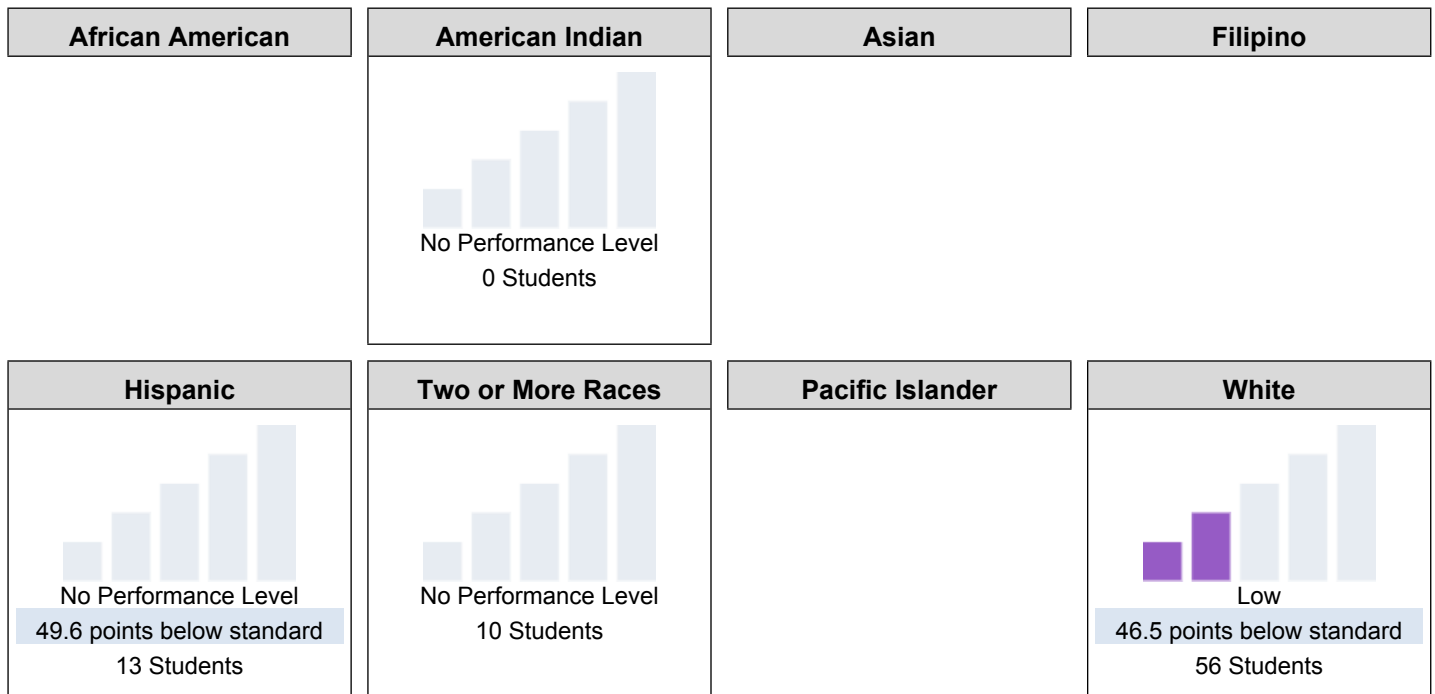 African American
American Indian
Asian
Filipino
No Performance Level
0 Students
Hispanic
Two or More Races
Pacific Islander
White
No Performance Level
49.6 points below standard
13 Students
No Performance Level
10 Students
Low
46.5 points below standard
56 Students